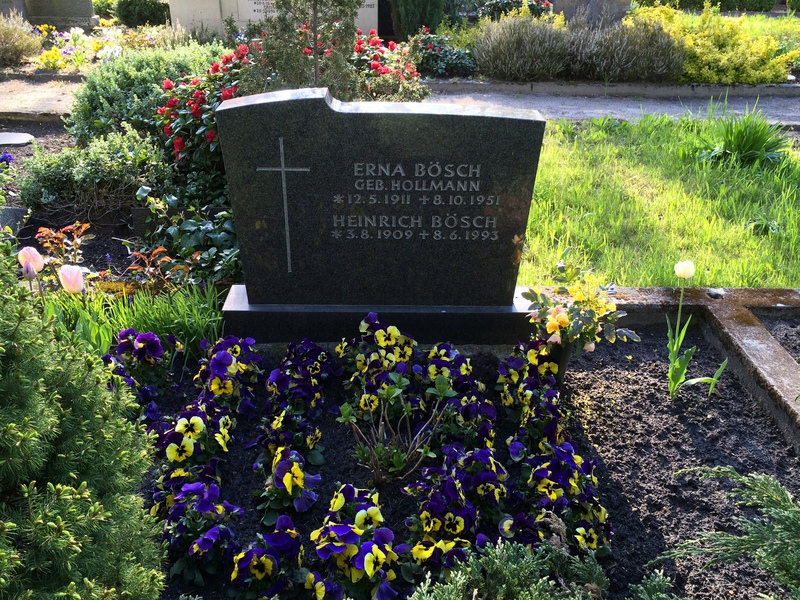 ERNA BÖSCH
GEB. HOLLMANN
*12.5.1911 +8.10.1951
HEINRICH BÖSCH
*3.8.1909 +8.6.1993